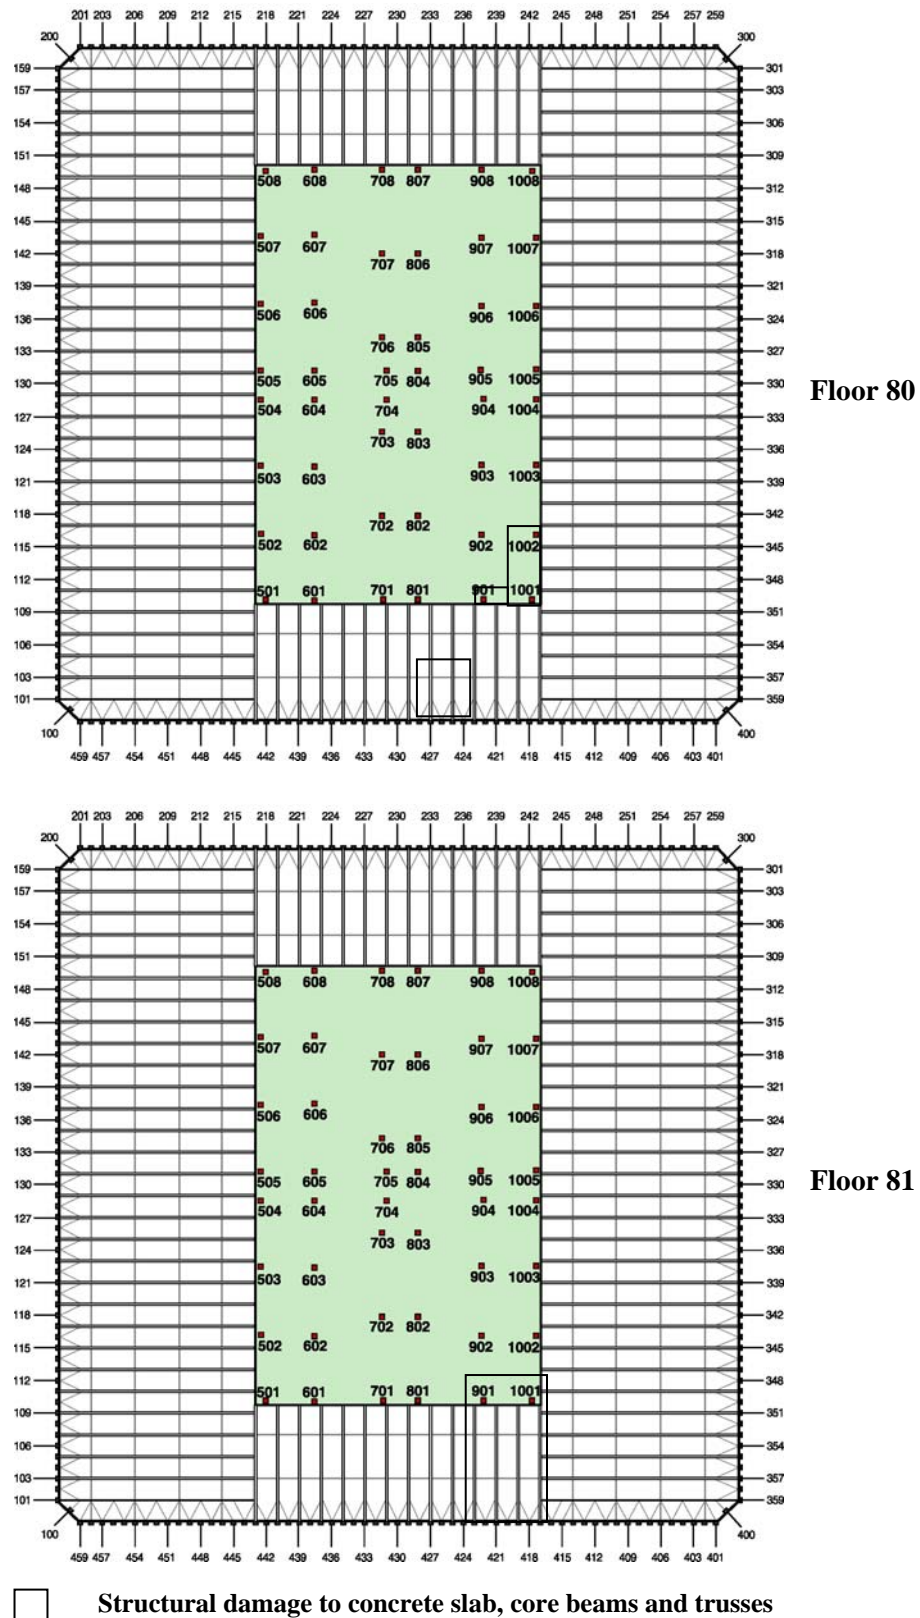 201 203 206 209 212 215 218 221 224 227 230 233 236 239 242 245 248 251 254 257 259
200 300
159 301
157 303
154 306
151 309
508 608 708 807 908 1008
148 312
145 315
507 607 907 1007
142 318
707 806
139 321
506 606 906 1006
136 324
706 805
133 327
505 605 705 804 905 1005
130 330
Floor 80
504 604 704 904 1004
127 333
703 803
124 336
503 603 903 1003
121 339
118 342
702 802
502 602 902 1002
115 345
112 348
501 601 701 801 901 1001
109 351
106 354
103 357
101 359
100 400
459 457 454 451 448 445 442 439 436 433 430 427 424 421 418 415 412 409 406 403 401
201 203 206 209 212 215 218 221 224 227 230 233 236 239 242 245 248 251 254 257 259
200 300
159 301
157 303
154 306
151 309
508 608 708 807 908 1008
148 312
145 315
507 607 907 1007
142 318
707 806
139 321
506 606 906 1006
136 324
706 805
133 327
505 605 705 804 905 1005
130 330
Floor 81
504 604 704 904 1004
127 333
703 803
124 336
503 603 903 1003
121 339
118 342
702 802
502 602 902 1002
115 345
112 348
501 601 701 801 901 1001
109 351
106 354
103 357
101 359
100 400
459 457 454 451 448 445 442 439 436 433 430 427 424 421 418 415 412 409 406 403 401
Structural damage to concrete slab, core beams and trusses